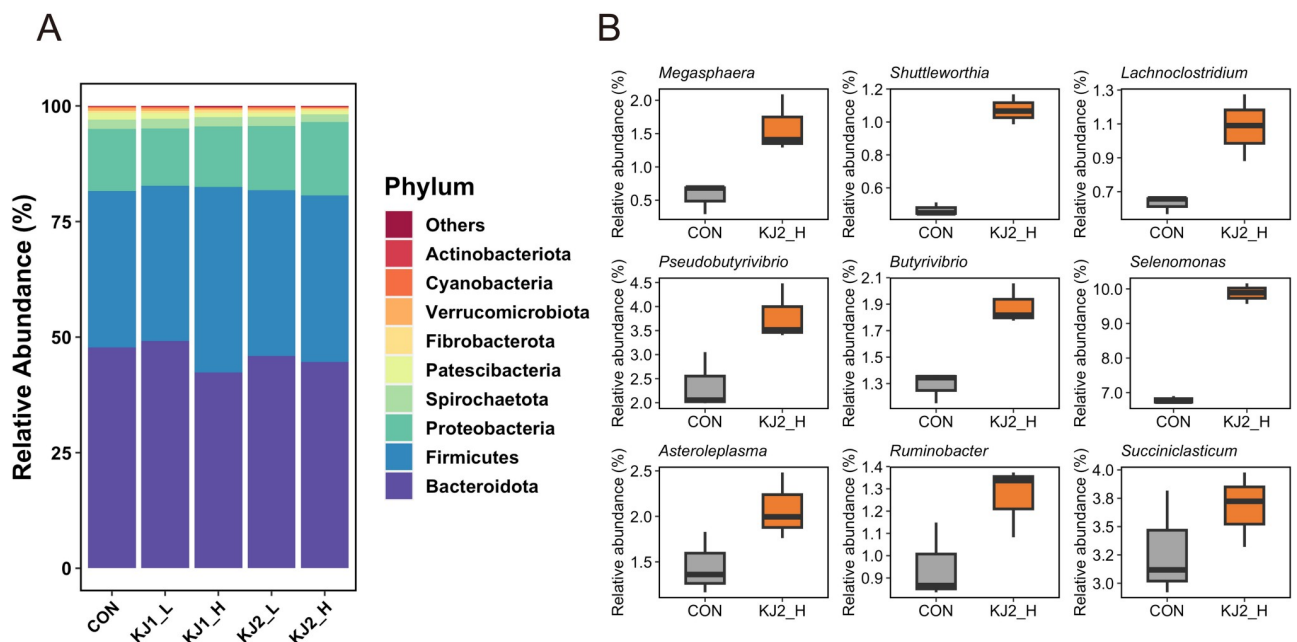 A
Relative Abundance (%)
100
75
50
25
0
CON
KJ1_L
KJ1_H
KJ2_L
KJ2_H
Phylum
Others
Actinobacteriota
Cyanobacteria
Verrucomicrobiota
Fibrobacterota
Patescibacteria
Spirochaetota
Proteobacteria
Firmicutes
Bacteroidota
B
Megasphaera
Relative abundance (%)
2.0
1.5
1.0
0.5
CON KJ2_H
Shuttleworthia
Relative abundance (%)
1.2
1.0
0.8
0.6
CON KJ2_H
Lachnoclostridium
Relative abundance (%)
1.3
1.1
0.9
0.7
CON KJ2_H
Pseudobutyrivibrio
Relative abundance (%)
4.5
4.0
3.5
3.0
2.5
2.0
CON KJ2_H
Butyrivibrio
Relative abundance (%)
2.1
1.9
1.7
1.5
1.3
CON KJ2_H
Selenomonas
Relative abundance (%)
10.0
9.0
8.0
7.0
CON KJ2_H
Asteroleplasma
Relative abundance (%)
2.5
2.0
1.5
CON KJ2_H
Ruminobacter
Relative abundance (%)
1.4
1.3
1.2
1.1
1.0
0.9
CON KJ2_H
Succiniclasticum
Relative abundance (%)
4.0
3.8
3.5
3.2
3.0
CON KJ2_H